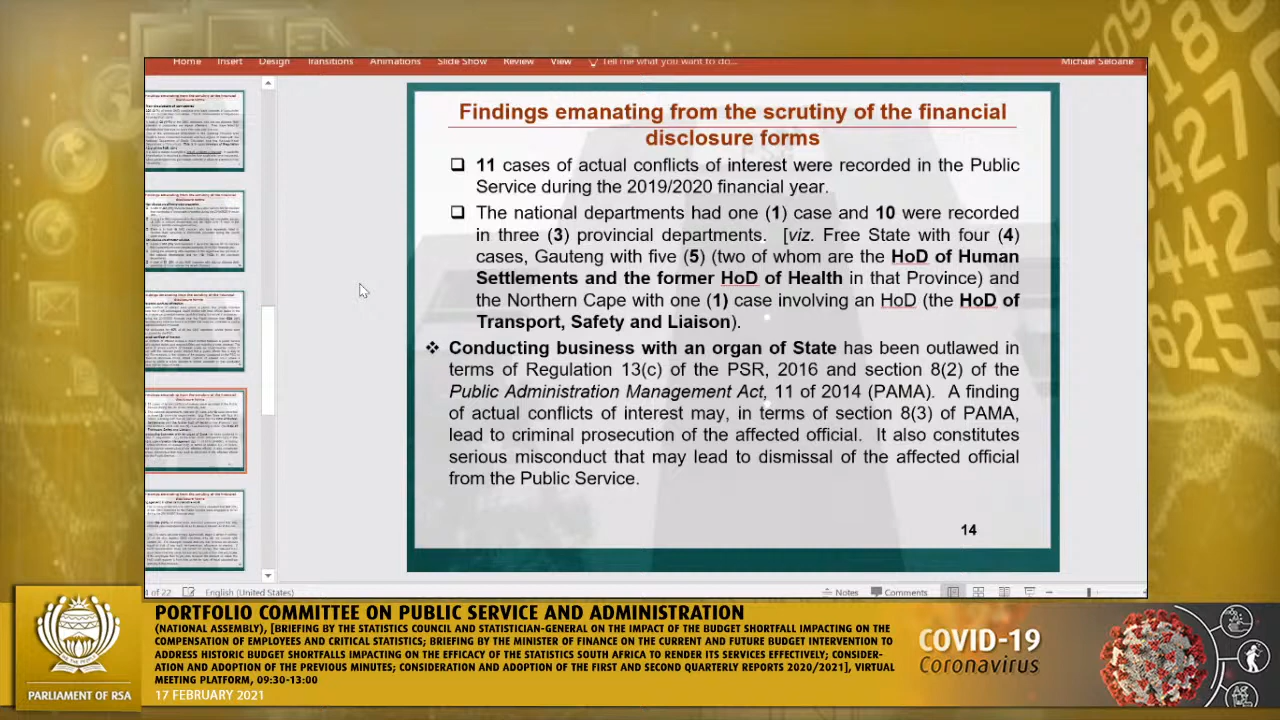 Home Insert Design Transitions Animations Slide Show Review View Tell me what you want to do... Michael Seloane
Findings emanating from the scrutiny of the financial
disclosure forms
11 cases of actual conflicts of interest were recorded in the Public
Service during the 2019/2020 financial year.
The national departments had one (1) case and 10 were recorded
in three (3) provincial departments. [viz. Free State with four (4)
cases, Gauteng with five (5) (two of whom are the HoD of Human
Settlements and the former HoD of Health in that Province) and
the Northern Cape with one (1) case involving an HoD (the HoD of
Transport, Safety and Liaison).
Conducting business with an organ of State has been outlawed in
terms of Regulation 13(c) of the PSR, 2016 and section 8(2) of the
Public Administration Management Act, 11 of 2014 (PAMA). A finding
of actual conflicts of interest may, in terms of section 8(3) of PAMA,
lead to criminal prosecution of the affected official. It also constitutes
serious misconduct that may lead to dismissal of the affected official
from the Public Service.
14
of 22 English (United States) Notes Comments
PORTFOLIO COMMITTEE ON PUBLIC SERVICE AND ADMINISTRATION
(NATIONAL ASSEMBLY), [BRIEFING BY THE STATISTICS COUNCIL AND STATISTICIAN-GENERAL ON THE IMPACT OF THE BUDGET SHORTFALL IMPACTING ON THE
COMPENSATION OF EMPLOYEES AND CRITICAL STATISTICS; BRIEFING BY THE MINISTER OF FINANCE ON THE CURRENT AND FUTURE BUDGET INTERVENTION TO
ADDRESS HISTORIC BUDGET SHORTFALLS IMPACTING ON THE EFFICACY OF THE STATISTICS SOUTH AFRICA TO RENDER ITS SERVICES EFFECTIVELY; CONSIDER-
ATION AND ADOPTION OF THE PREVIOUS MINUTES; CONSIDERATION AND ADOPTION OF THE FIRST AND SECOND QUARTERLY REPORTS 2020/2021], VIRTUAL
MEETING PLATFORM, 09:30-13:00
17 FEBRUARY 2021
PARLIAMENT OF RSA
COVID-19
Coronavirus